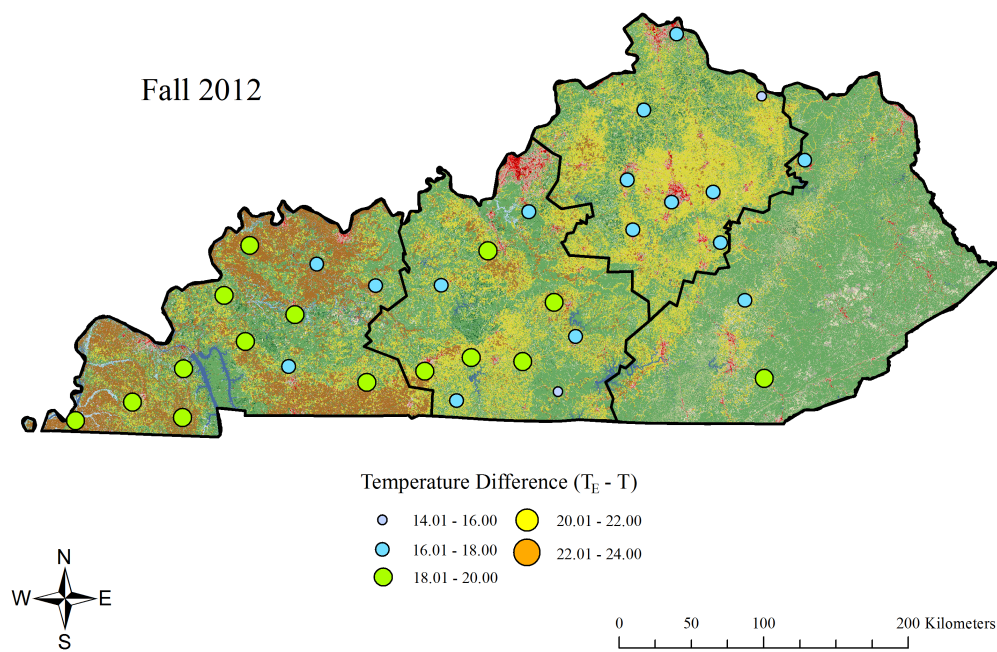 Fall 2012
Temperature Difference (TE - T)
14.01 - 16.00
16.01 - 18.00
18.01 - 20.00
20.01 - 22.00
22.01 - 24.00
N
W E
S
0 50 100 200 Kilometers